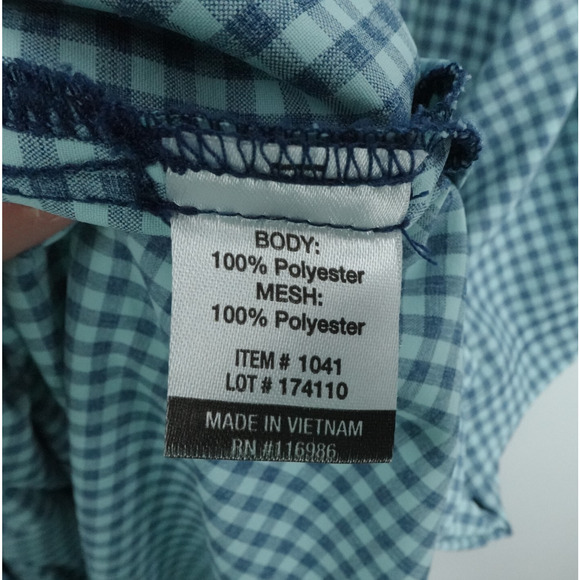 BODY:
100% Polyester
MESH:
100% Polyester
ITEM # 1041
LOT # 174110
MADE IN VIETNAM
RN #116986